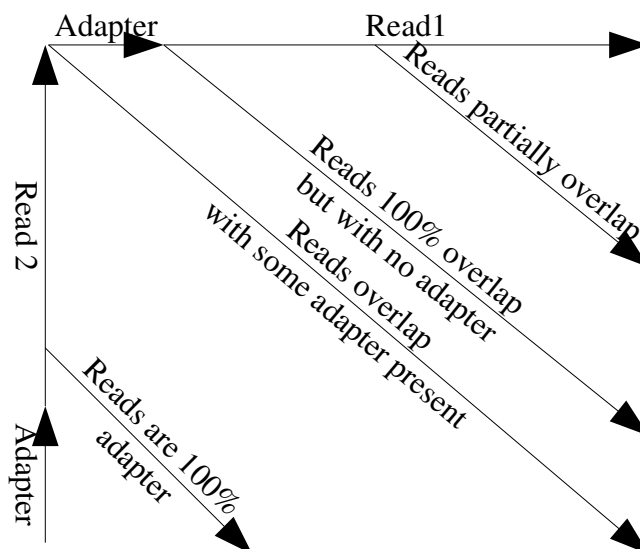 Adapter
Read1
Reads partially overlap
Reads 100% overlap
but with no adapter
Reads overlap
with some adapter present
Read 2
Reads are 100%
adapter
Adapter